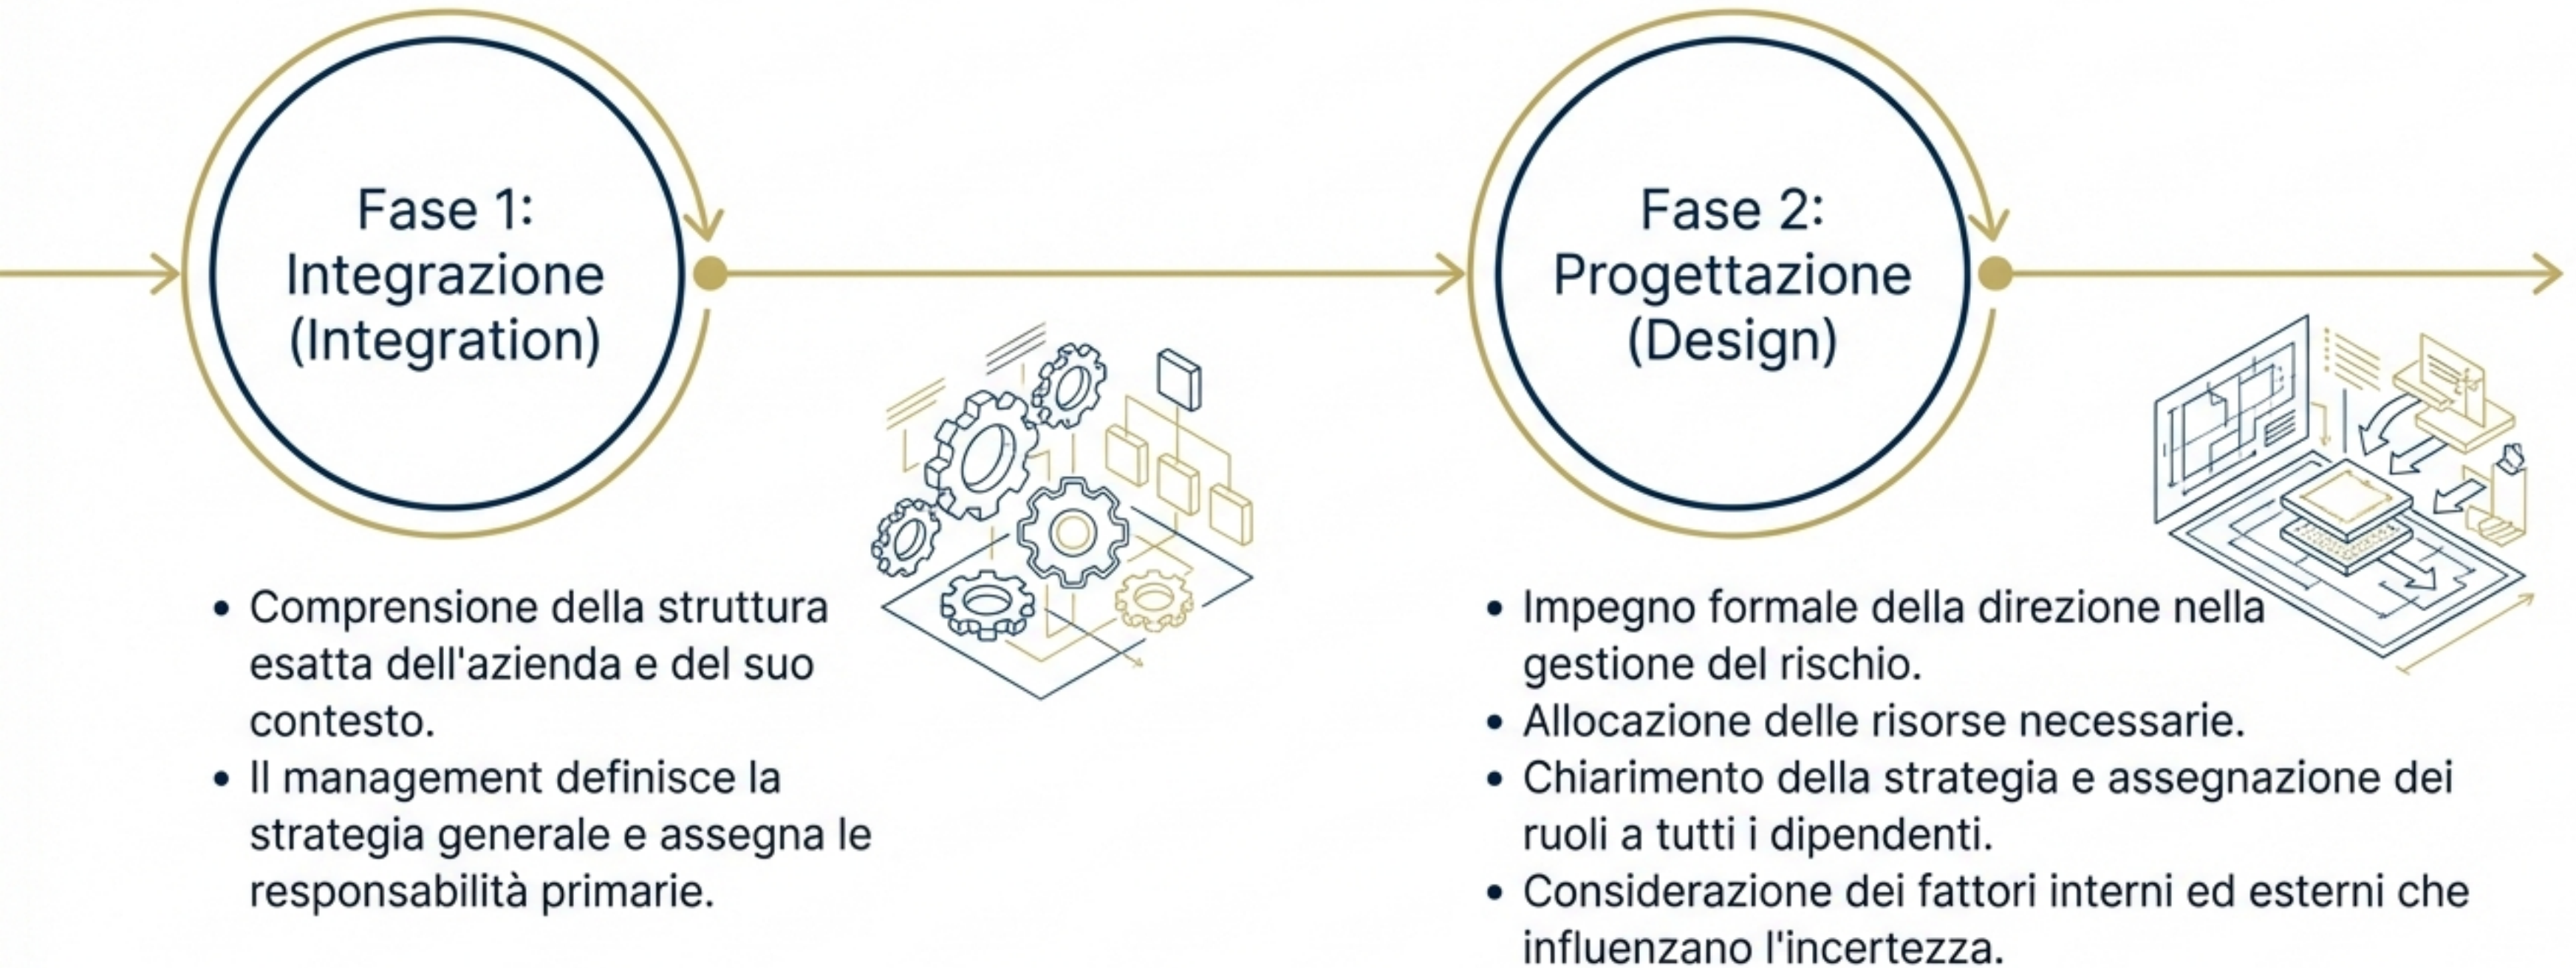 Fase 1:
Integrazione
(Integration)
Fase 2:
Progettazione
(Design)
• Comprensione della struttura
esatta dell'azienda e del suo
contesto.
• Il management definisce la
strategia generale e assegna le
responsabilità primarie.
• Impegno formale della direzione nella
gestione del rischio.
• Allocazione delle risorse necessarie.
• Chiarimento della strategia e assegnazione dei
ruoli a tutti i dipendenti.
• Considerazione dei fattori interni ed esterni che
influenzano l'incertezza.